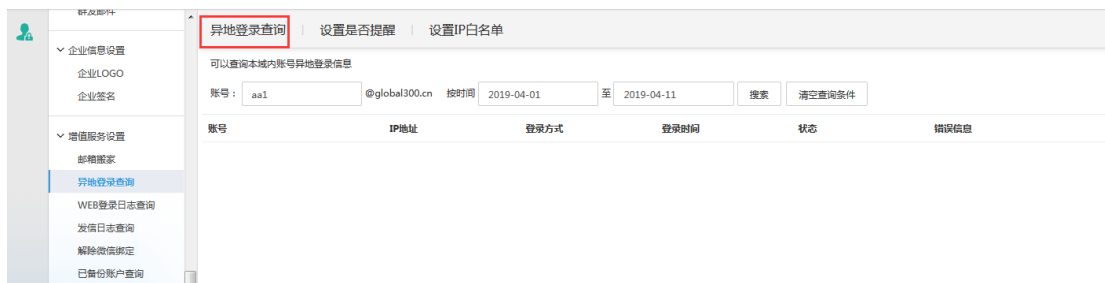 群发邮件
企业信息设置
企业LOGO
企业签名
增值服务设置
邮箱搬家
异地登录查询
WEB登录日志查询
发信日志查询
解除微信绑定
已备份账户查询
异地登录查询 | 设置是否提醒 | 设置IP白名单
可以查询本域内账号异地登录信息
账号： aa1 @global300.cn 按时间 2019-04-01 至 2019-04-11 搜索 清空查询条件
账号 IP地址 登录方式 登录时间 状态 错误信息